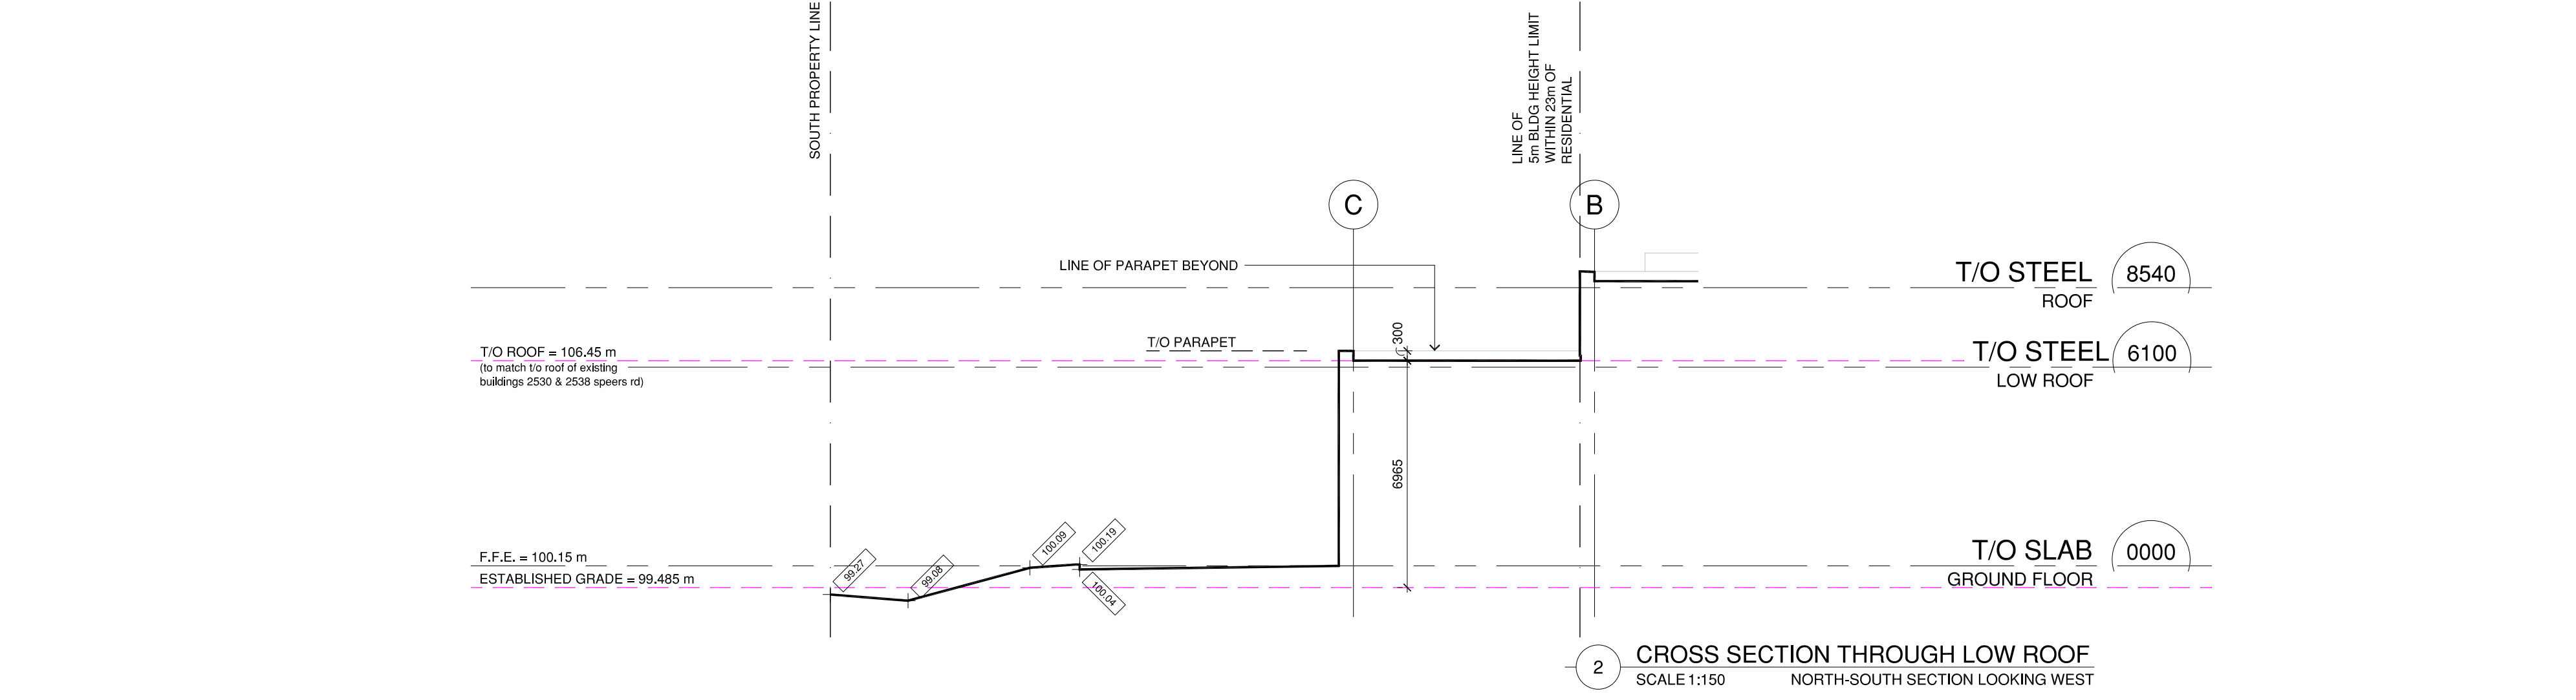 SOUTH PROPERTY LINE
LINE OF
5m BLDG HEIGHT LIMIT
WITHIN 23m OF
RESIDENTIAL
C
B
LINE OF PARAPET BEYOND
T/O STEEL
8540
ROOF
T/O PARAPET
300
T/O ROOF = 106.45 m
(to match t/o roof of existing
buildings 2530 & 2538 speers rd)
T/O STEEL
6100
LOW ROOF
6965
F.F.E. = 100.15 m
ESTABLISHED GRADE = 99.485 m
99.27
99.08
100.09
100.19
100.04
T/O SLAB
0000
GROUND FLOOR
2
CROSS SECTION THROUGH LOW ROOF
SCALE 1:150 NORTH-SOUTH SECTION LOOKING WEST